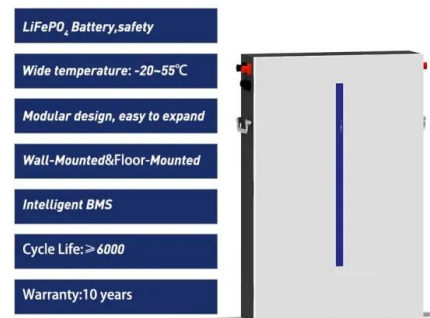 LiFePO₄ Battery,safety
Wide temperature: -20~55℃
Modular design, easy to expand
Wall-Mounted&Floor-Mounted
Intelligent BMS
Cycle Life:≥6000
Warranty:10 years